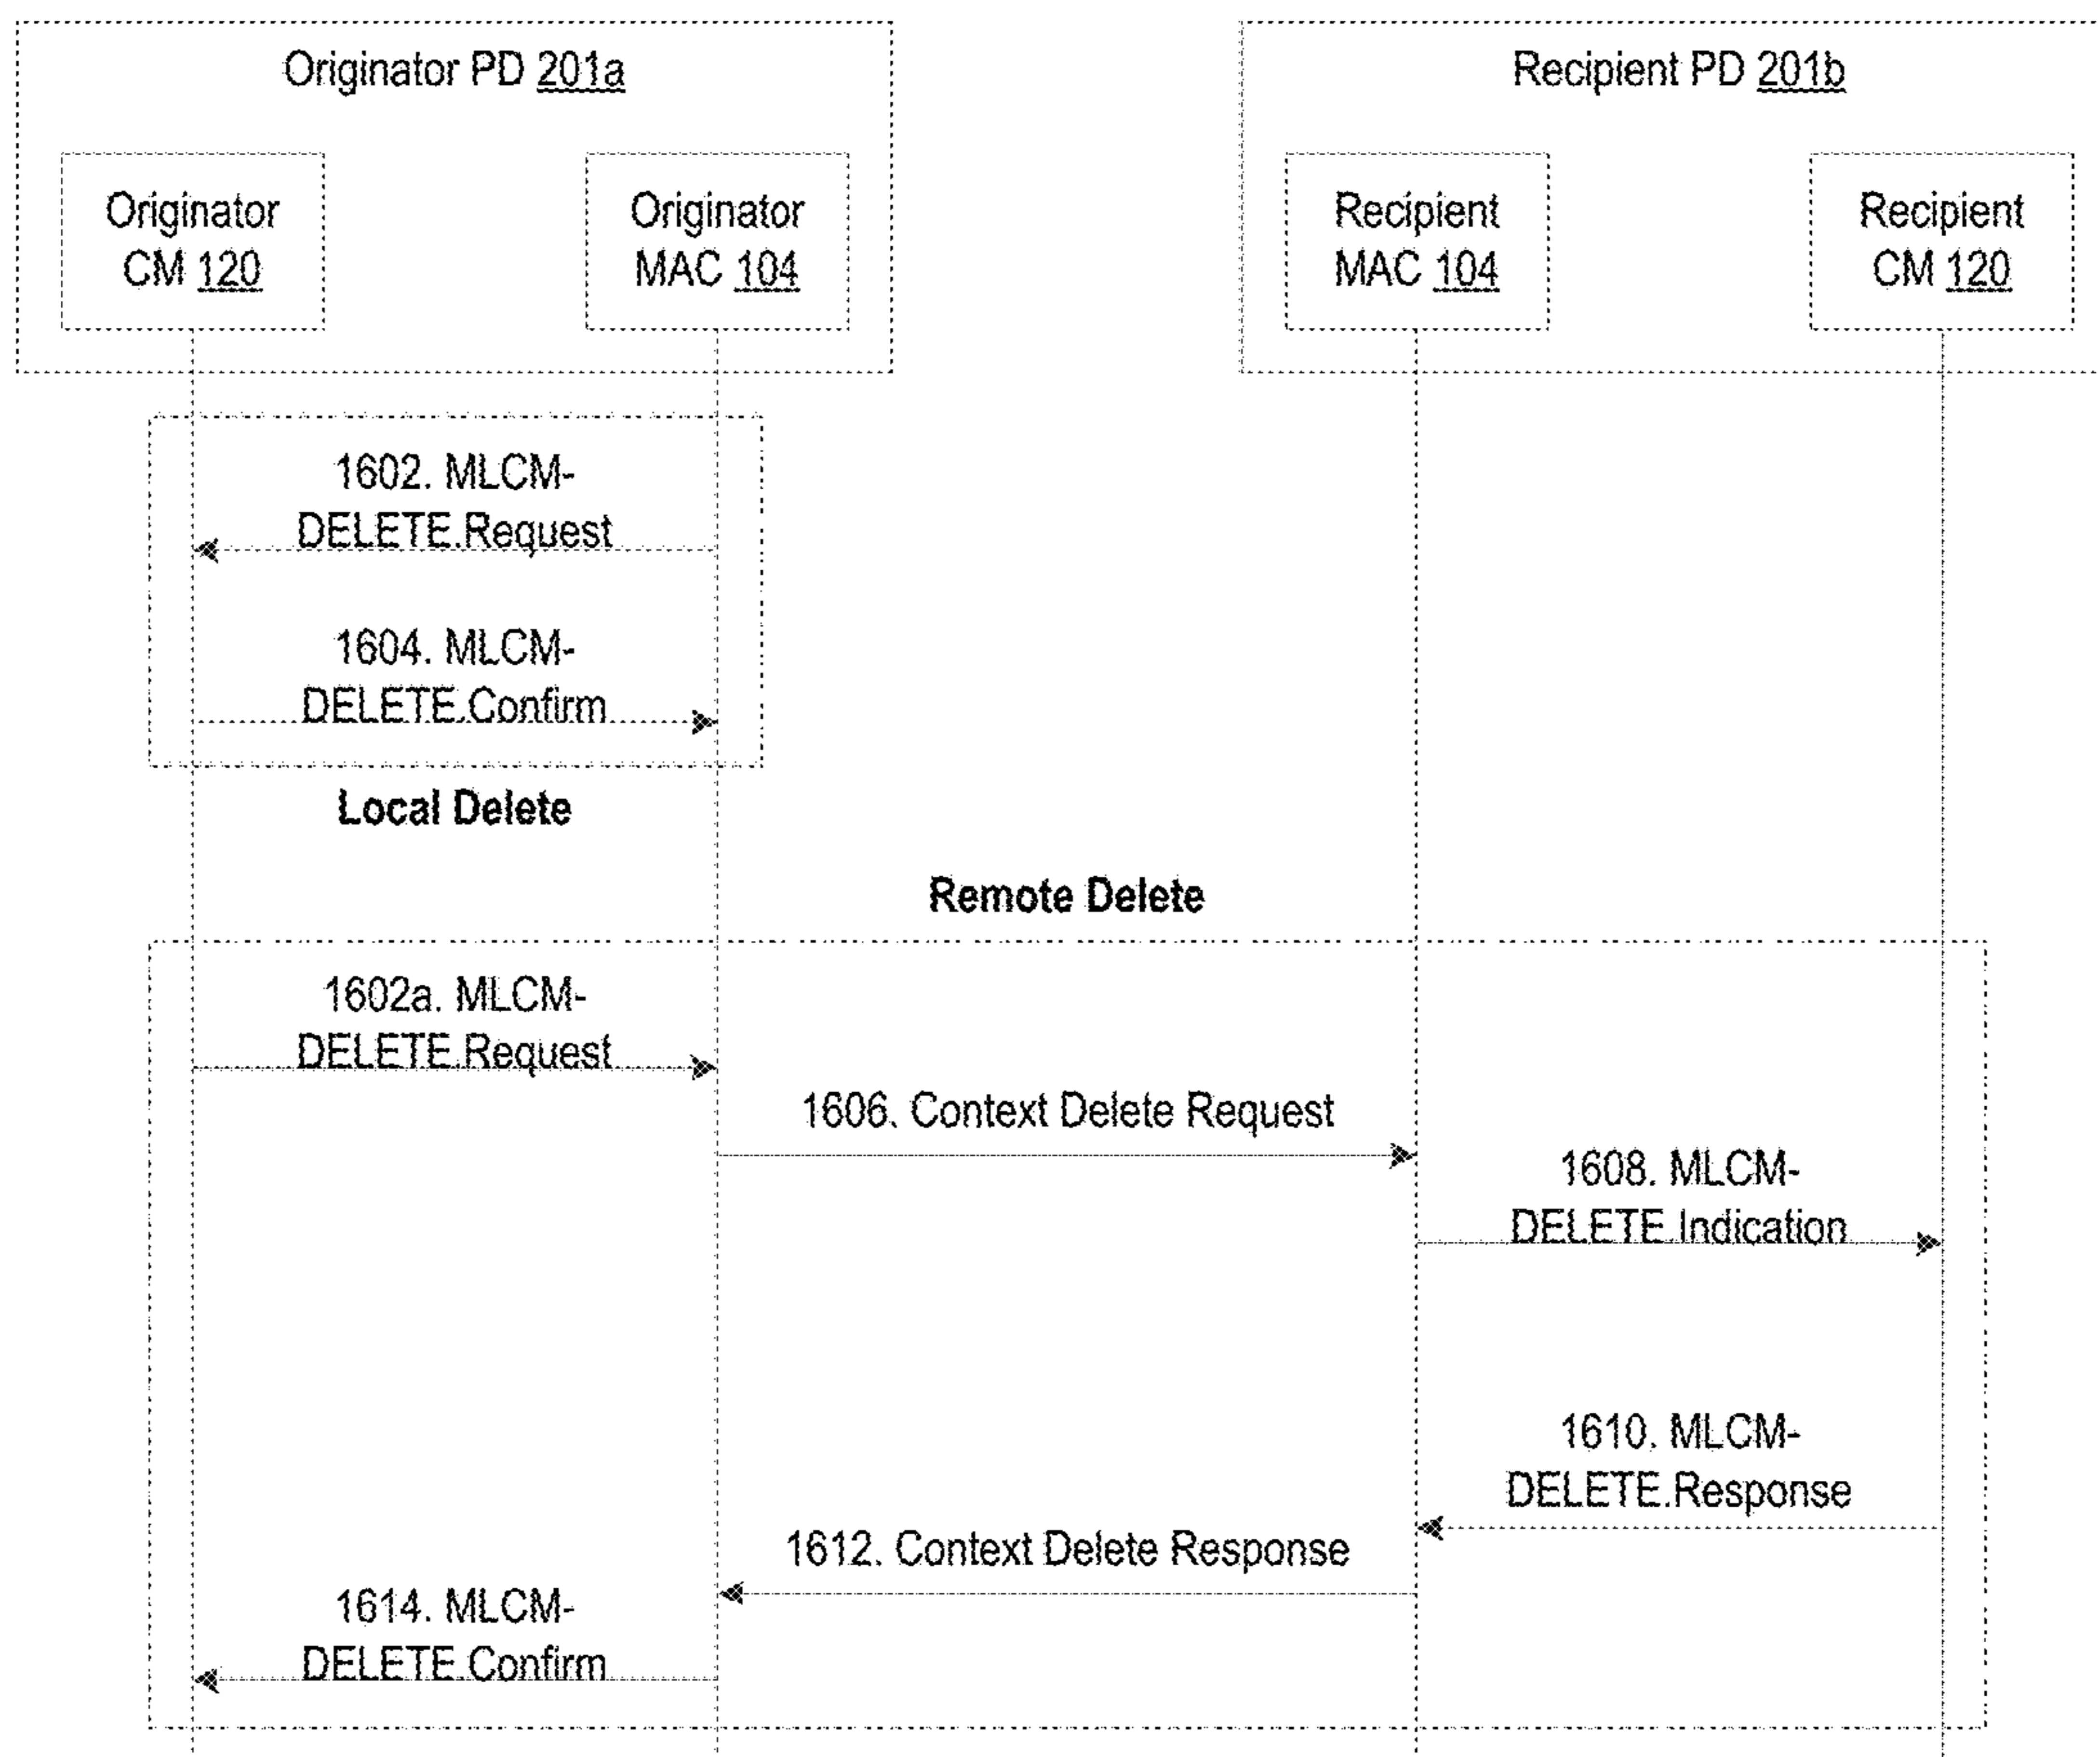 Originator PD 201a
Recipient PD 201b
Originator
CM 120
Originator
MAC 104
Recipient
MAC 104
Recipient
CM 120
1602. MLCM-
DELETE.Request
1604. MLCM-
DELETE.Confirm
Local Delete
Remote Delete
1602a. MLCM-
DELETE.Request
1606. Context Delete Request
1608. MLCM-
DELETE.Indication
1610. MLCM-
DELETE.Response
1612. Context Delete Response
1614. MLCM-
DELETE.Confirm